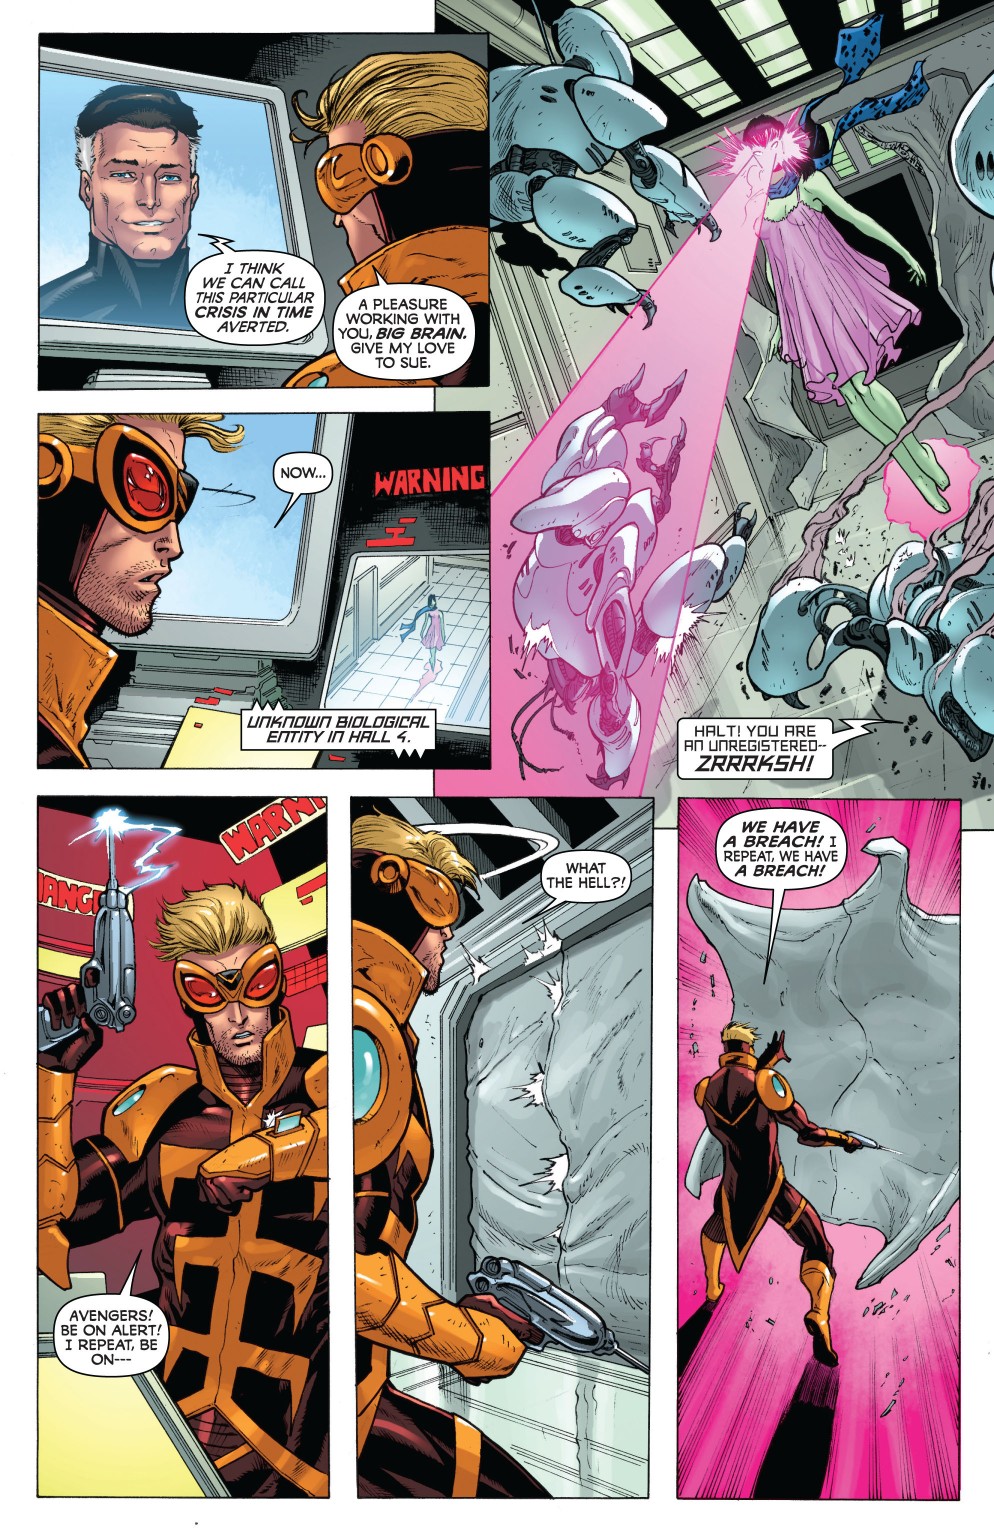 I THINK
WE CAN CALL
THIS PARTICULAR
CRISIS IN TIME
AVERTED.
A PLEASURE
WORKING WITH
YOU, BIG BRAIN.
GIVE MY LOVE
TO SUE.
NOW...
WARNING
UNKNOWN BIOLOGICAL
ENTITY IN HALL 4.
HALT! YOU ARE
AN UNREGISTERED--
ZRRRKSH!
WARNI
DANGE
AVENGERS!
BE ON ALERT!
I REPEAT, BE
ON---
WHAT
THE HELL?!
WE HAVE
A BREACH! I
REPEAT, WE HAVE
A BREACH!